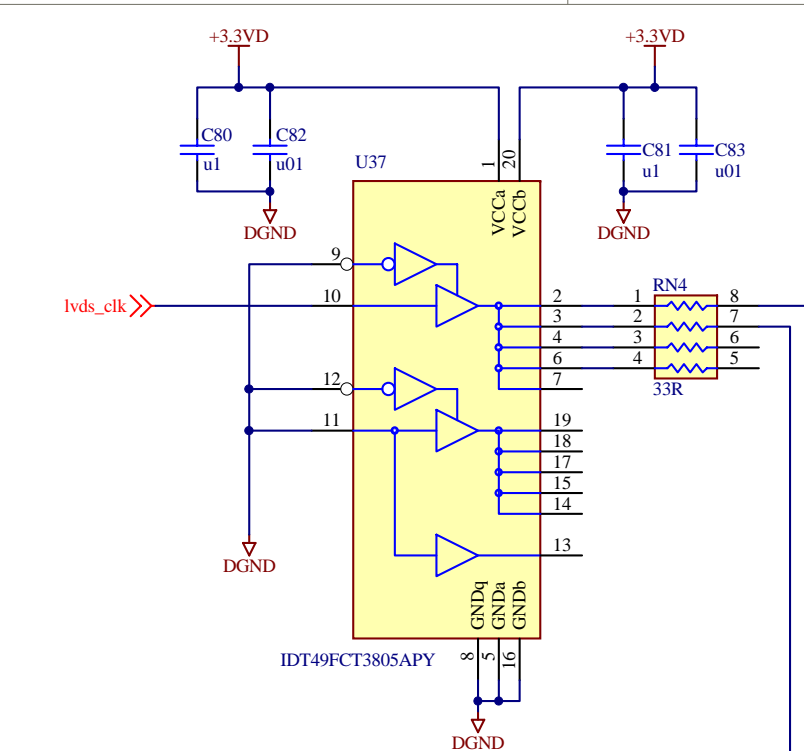 +3.3VD
+3.3VD
C80
u1
C82
u01
C81
u1
C83
u01
U37
1
20
VCCa
VCCb
DGND
DGND
9
10
lvds_clk
2
3
4
6
7
RN4
1
2
3
4
8
7
6
5
33R
12
11
19
18
17
15
14
13
DGND
GNDq
GNDa
GNDb
IDT49FCT3805APY
8
5
16
DGND